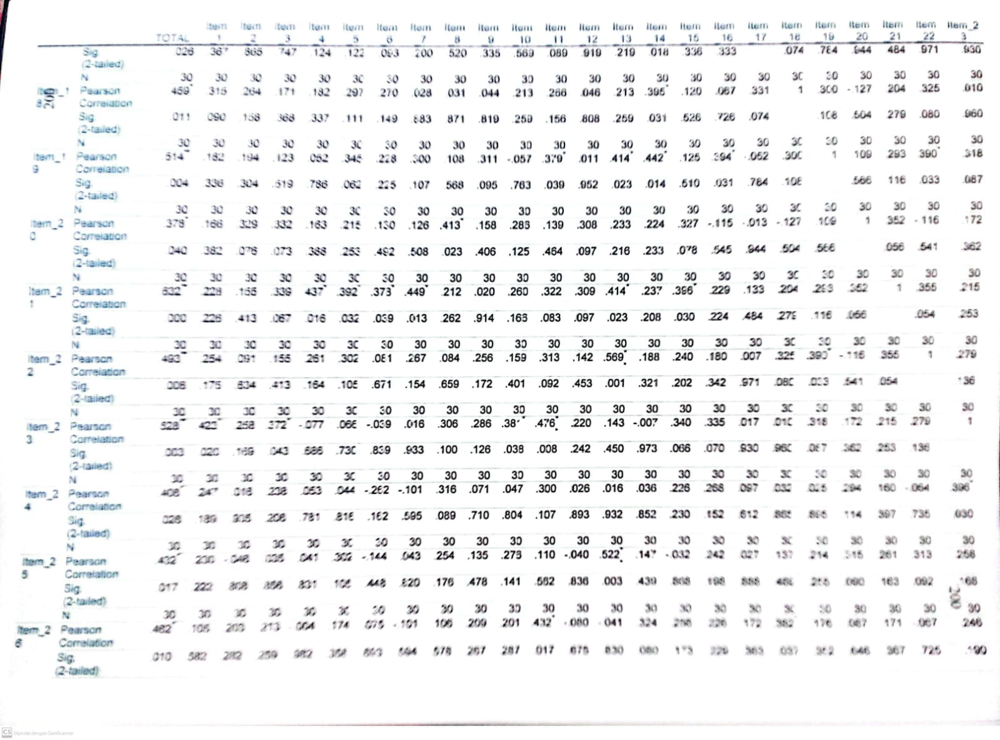 Item Item Item Item Item Item Item Item Item Item Item Item Item Item Item Item Item Item Item Item Item Item Item_2
TOTAL 1 2 3 4 5 6 7 8 9 10 11 12 13 14 15 16 17 18 19 20 21 22 3
Sig. .026 .367 .865 .747 .124 .122 .093 .200 .520 .335 .569 .089 .919 .219 .018 .336 .333 .074 .784 .944 .484 .971 .930
(2-tailed)
N 30 30 30 30 30 30 30 30 30 30 30 30 30 30 30 30 30 30 30 30 30 30 30 30
Item_1 Pearson .459* .315 .264 .171 .182 .297 .270 .028 .031 .044 .213 .266 .046 .213 .395* .120 .067 .331 1 .300 -.127 .204 .325 .010
8 Correlation
Sig. .011 .090 .158 .368 .337 .111 .149 .883 .871 .819 .259 .156 .808 .259 .031 .526 .726 .074 .108 .504 .279 .080 .960
(2-tailed)
N 30 30 30 30 30 30 30 30 30 30 30 30 30 30 30 30 30 30 30 30 30 30 30 30
Item_1 Pearson .514** .182 .194 .123 .052 .345 .228 .300 .108 .311 -.057 .379* .011 .414* .442* .125 .394* .052 .300 1 .109 .293 .390* .318
9 Correlation
Sig. .004 .336 .304 .519 .786 .062 .225 .107 .568 .095 .763 .039 .952 .023 .014 .510 .031 .784 .108 .566 .116 .033 .087
(2-tailed)
N 30 30 30 30 30 30 30 30 30 30 30 30 30 30 30 30 30 30 30 30 30 30 30 30
Item_2 Pearson .378* .166 .329 .332 .163 .215 .130 .126 .413* .158 .286 .139 .308 .233 .224 .327 -.115 .013 -.127 .109 1 .352 -.116 .172
0 Correlation
Sig. .040 .382 .076 .073 .388 .253 .492 .508 .023 .406 .125 .464 .097 .216 .233 .078 .545 .944 .504 .566 .056 .541 .362
(2-tailed)
N 30 30 30 30 30 30 30 30 30 30 30 30 30 30 30 30 30 30 30 30 30 30 30 30
Item_2 Pearson .632** .228 .155 .339 .437* .392* .373* .449* .212 .020 .260 .322 .309 .414* .237 .396* .229 .133 .204 .293 .352 1 .355 .215
1 Correlation
Sig. .000 .226 .413 .067 .016 .032 .039 .013 .262 .914 .166 .083 .097 .023 .208 .030 .224 .484 .279 .116 .056 .054 .253
(2-tailed)
N 30 30 30 30 30 30 30 30 30 30 30 30 30 30 30 30 30 30 30 30 30 30 30 30
Item_2 Pearson .493** .254 .091 .155 .261 .302 .081 .267 .084 .256 .159 .313 .142 .569** .188 .240 .180 .007 .325 .390* -.116 .355 1 .279
2 Correlation
Sig. .006 .175 .634 .413 .164 .105 .671 .154 .659 .172 .401 .092 .453 .001 .321 .202 .342 .971 .080 .033 .541 .054 .136
(2-tailed)
N 30 30 30 30 30 30 30 30 30 30 30 30 30 30 30 30 30 30 30 30 30 30 30 30
Item_2 Pearson .528** .423* .258 .372* -.077 .066 -.039 .016 .306 .286 .381* .476** .220 .143 -.007 .340 .335 .017 .010 .318 .172 .215 .279 1
3 Correlation
Sig. .003 .020 .169 .043 .686 .730 .839 .933 .100 .126 .038 .008 .242 .450 .973 .066 .070 .930 .960 .087 .362 .253 .136
(2-tailed)
N 30 30 30 30 30 30 30 30 30 30 30 30 30 30 30 30 30 30 30 30 30 30 30 30
Item_2 Pearson .408* .247 .018 .238 .053 .044 -.262 -.101 .316 .071 .047 .300 .026 .016 .036 .226 .268 .097 .032 .025 .294 .160 -.064 .396*
4 Correlation
Sig. .026 .189 .781 .816 .162 .595 .089 .710 .804 .107 .893 .932 .852 .230 .152 .612 .114 .397 .735 .030
(2-tailed)
N 30 30 30 30 30 30 30 30 30 30 30 30 30 30 30 30 30 30 30 30 30 30 30 30
Item_2 Pearson .432* .230 -.046 .041 .302 -.144 .043 .254 .135 .275 .110 -.040 .522** .147 -.032 .242 .027 .137 .214 .315 .261 .313 .258
5 Correlation
Sig. .017 .222 .831 .448 .820 .176 .478 .141 .562 .836 .003 .439 .163 .092 .168
(2-tailed)
N 30 30 30 30 30 30 30 30 30 30 30 30 30 30 30 30 30 30 30 30 30 30 30 30
Item_2 Pearson .462* .105 .203 .213 .174 .075 -.101 .106 .209 .201 .432* -.080 -.041 .324 .172 .176 .087 .171 -.067 .246
6 Correlation
Sig. .010 .582 .282 .259 .578 .267 .287 .017 .080 .037 .646 .367 .725 .190
(2-tailed)
200
200
CS Dipindai dengan CamScanner